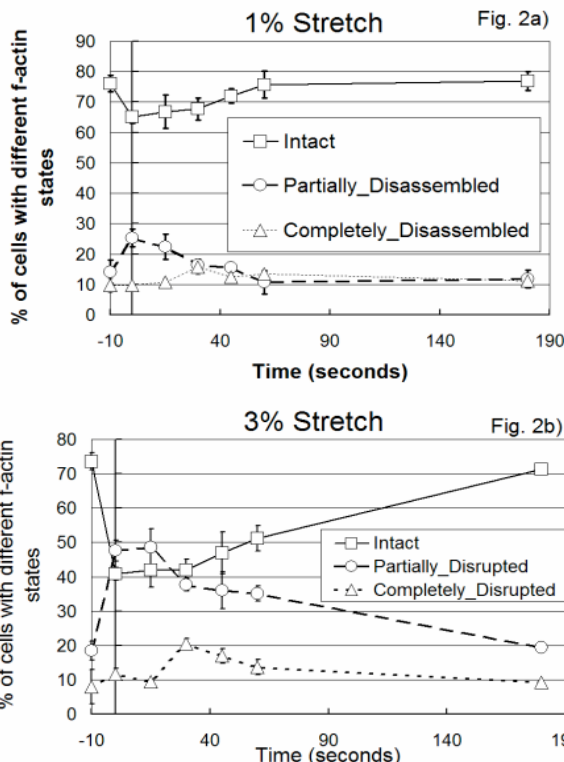 1% Stretch
Fig. 2a)
% of cells with different f-actin
states
90
80
70
60
50
40
30
20
10
0
Intact
Partially_Disassembled
Completely_Disassembled
-10
40
90
140
190
Time (seconds)
3% Stretch
Fig. 2b)
% of cells with different f-actin
states
80
70
60
50
40
30
20
10
0
Intact
Partially_Disrupted
Completely_Disrupted
-10
40
90
140
19
Time (seconds)